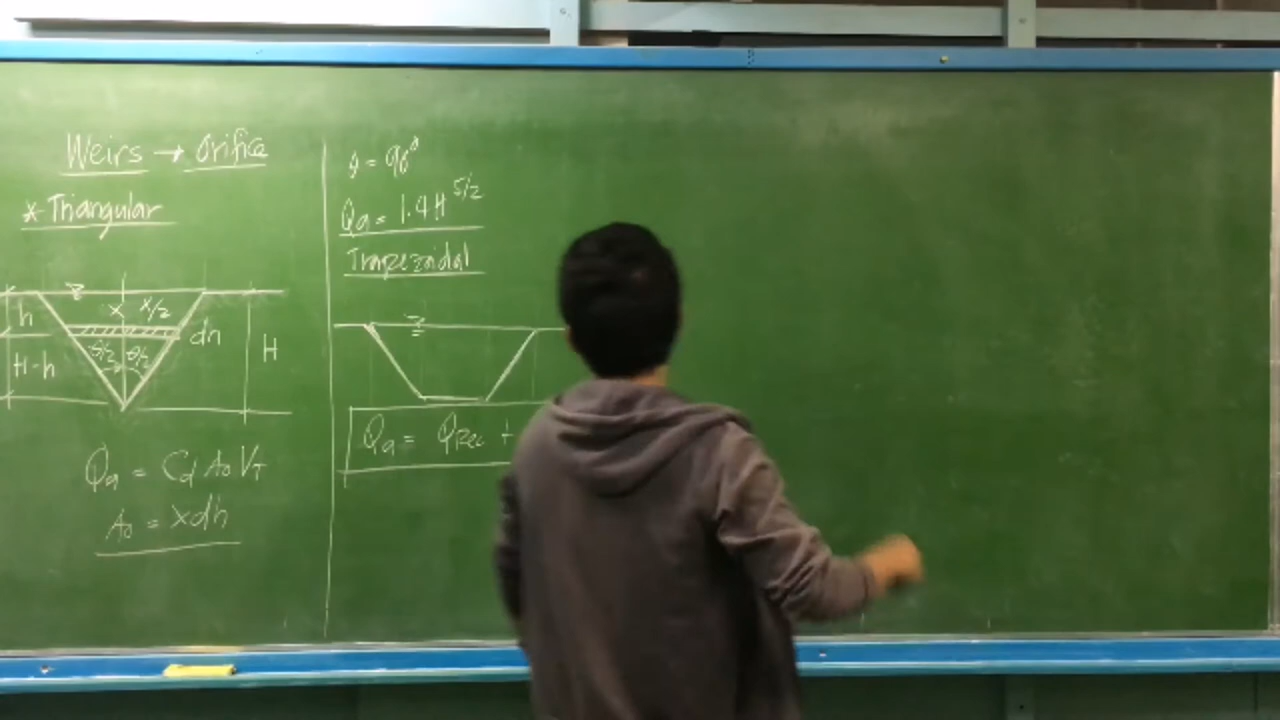 Weirs → Orifice
* Triangular
x x/2
h
dh
θ/2 θ/2
H-h
H
Qa = Cd Ao VT
Ao = xdh
θ = 90°
Qa = 1.4 H^5/2
Trapezoidal
Qa = QRec +